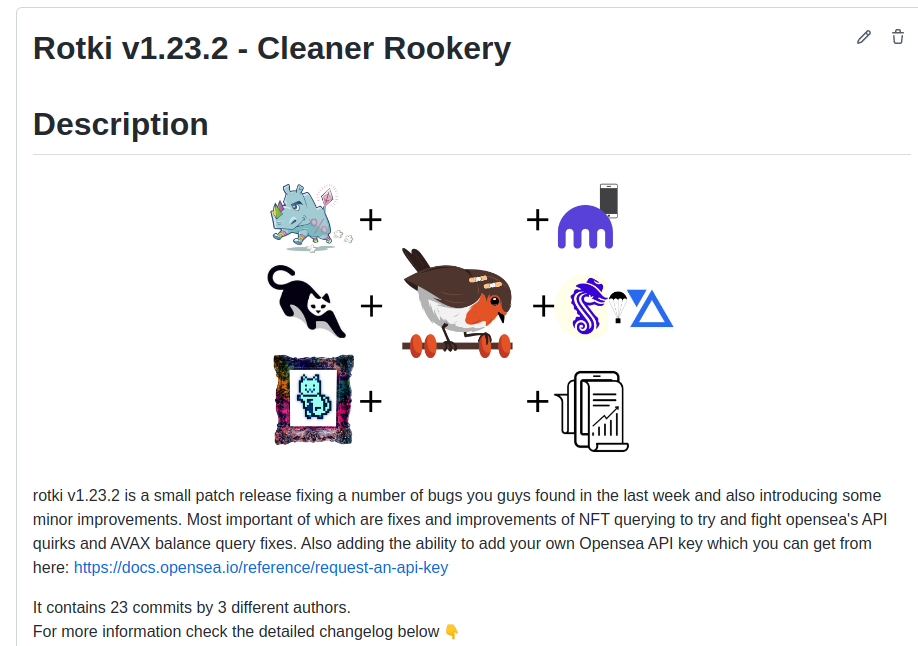 Rotki v1.23.2 - Cleaner Rookery
Description
+ +
%
+ +
+ +
rotki v1.23.2 is a small patch release fixing a number of bugs you guys found in the last week and also introducing some
minor improvements. Most important of which are fixes and improvements of NFT querying to try and fight opensea's API
quirks and AVAX balance query fixes. Also adding the ability to add your own Opensea API key which you can get from
here: https://docs.opensea.io/reference/request-an-api-key
It contains 23 commits by 3 different authors.
For more information check the detailed changelog below 👇